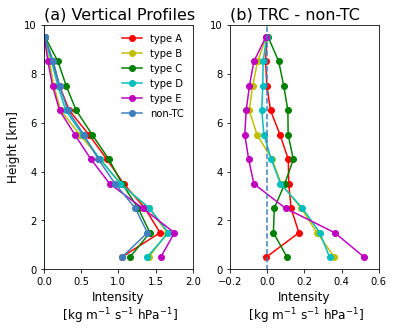 (a) Vertical Profiles
(b) TRC - non-TC
type A
type B
type C
type D
type E
non-TC
Height [km]
10
8
6
4
2
0
0.0 0.5 1.0 1.5 2.0
Intensity
[kg m⁻¹ s⁻¹ hPa⁻¹]
10
8
6
4
2
0
−0.2 0.0 0.2 0.4 0.6
Intensity
[kg m⁻¹ s⁻¹ hPa⁻¹]